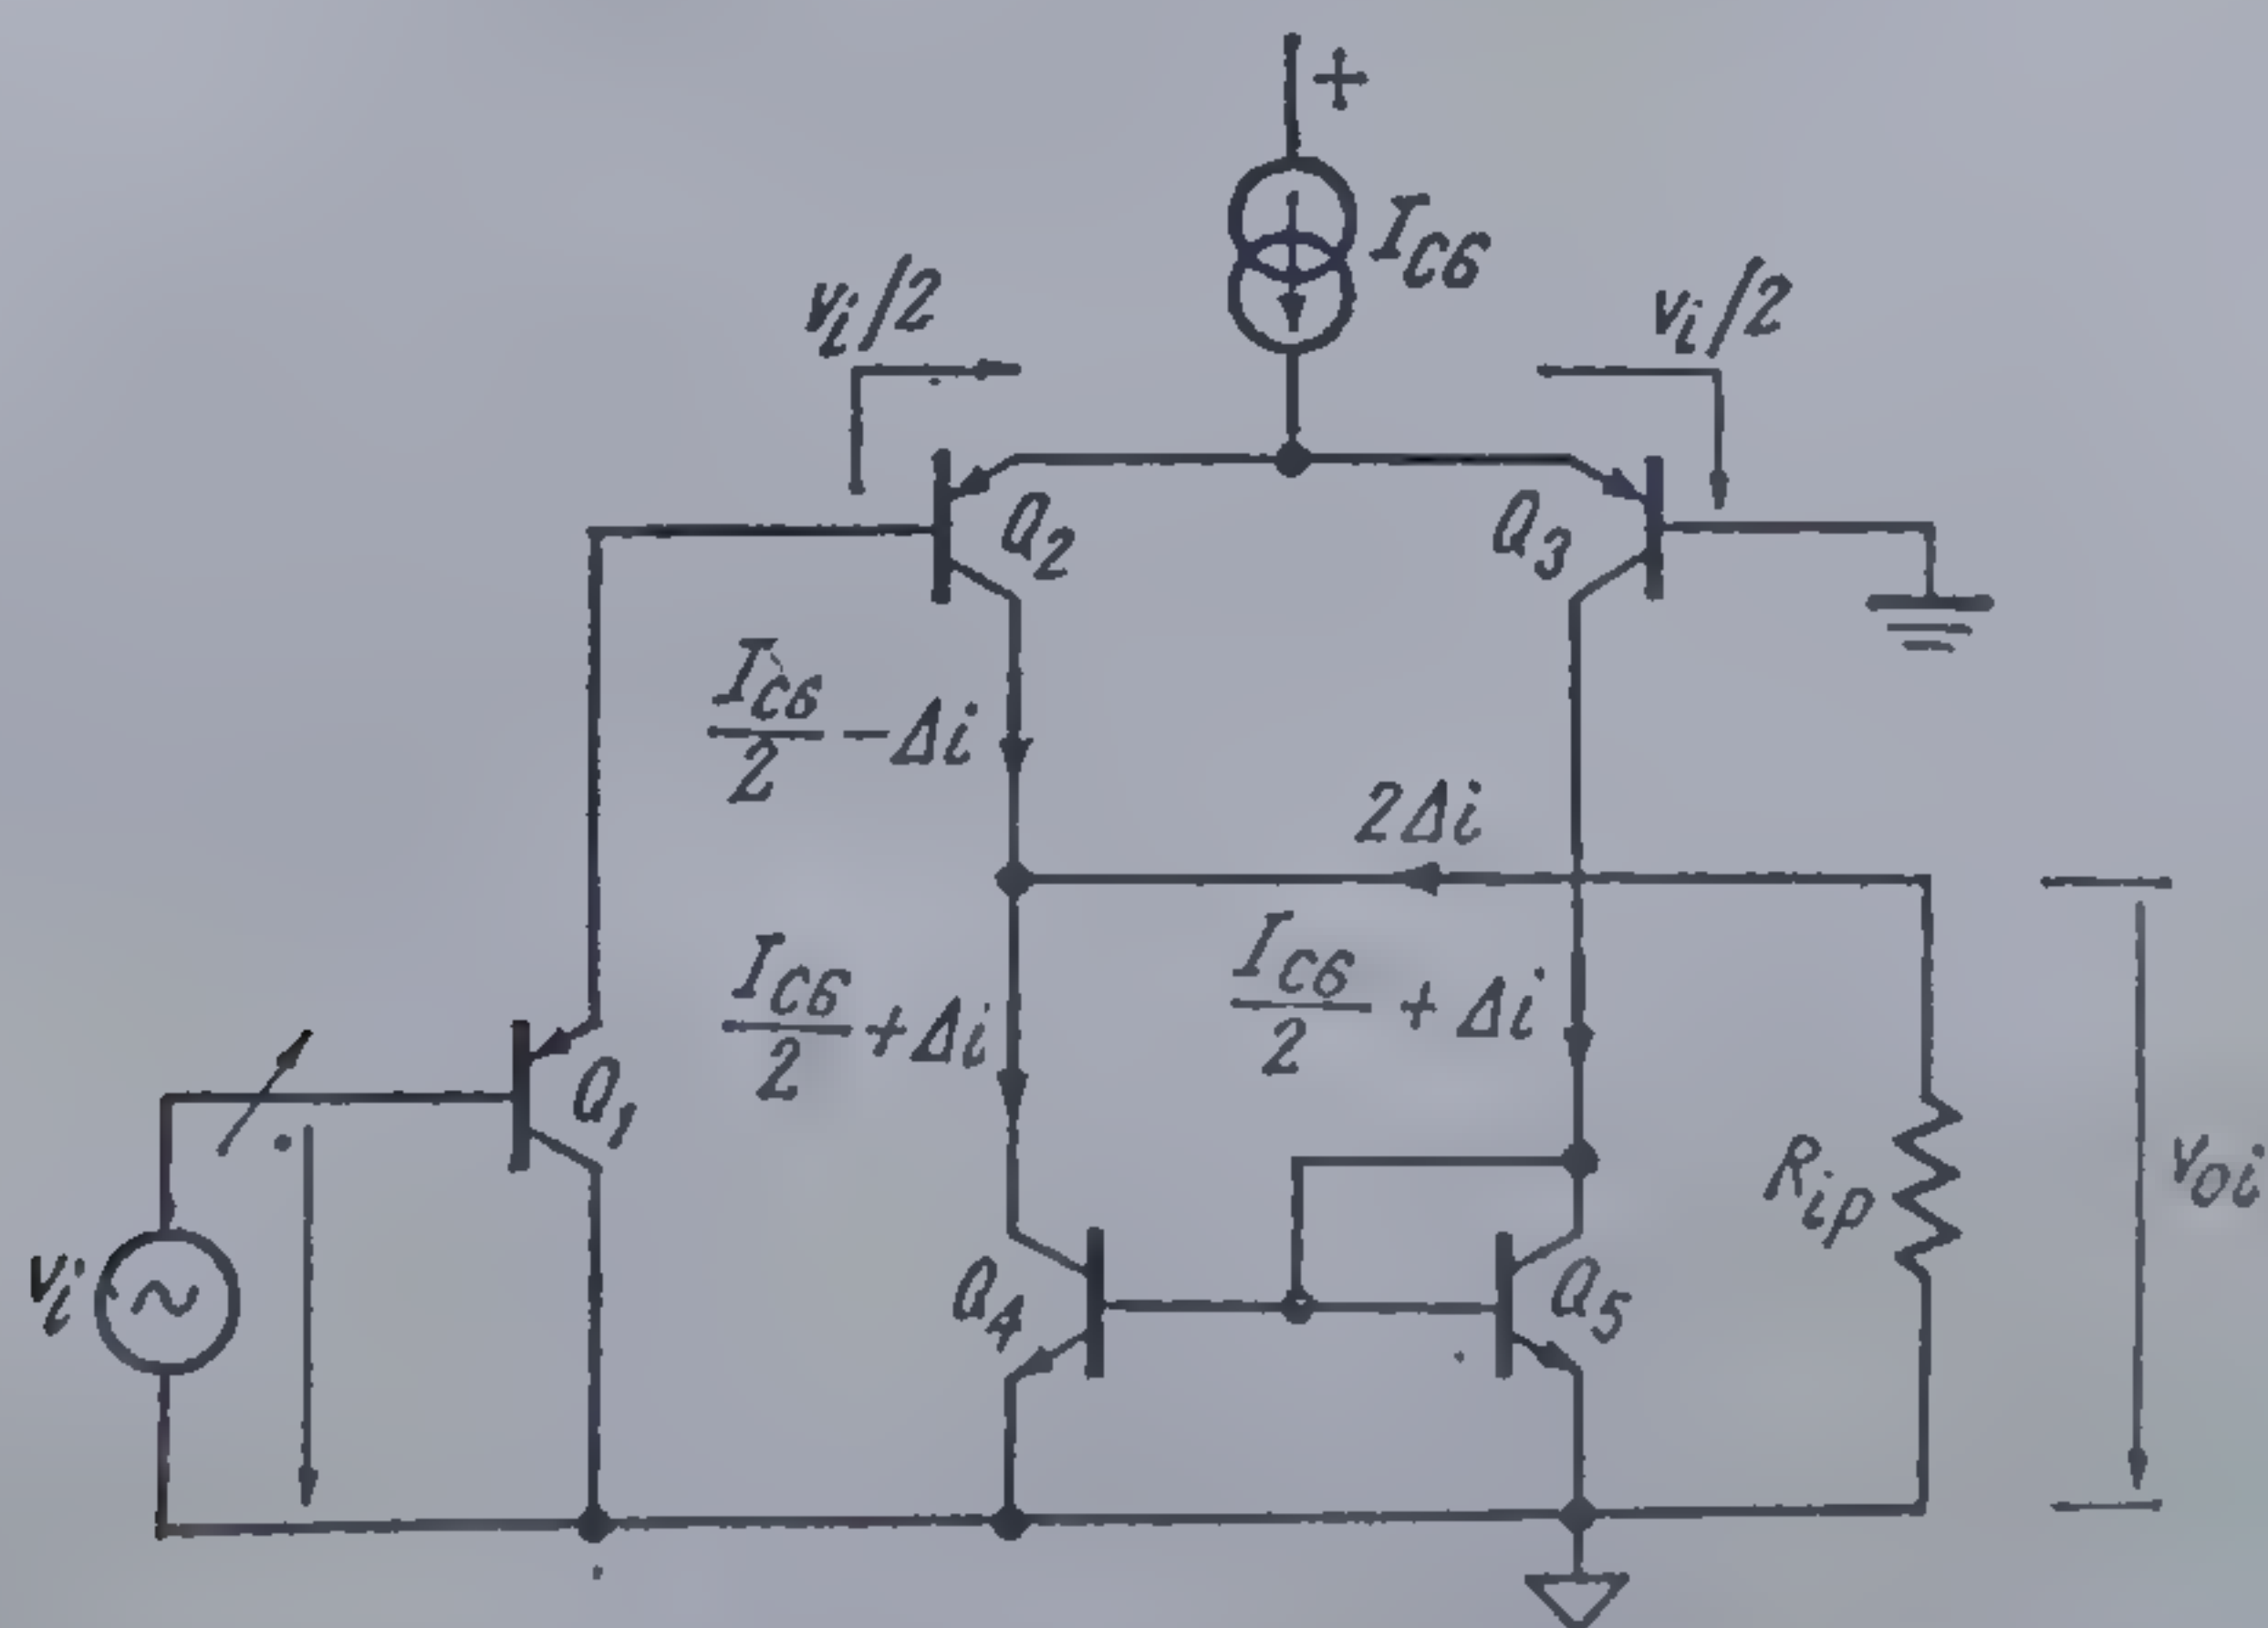 +
I_C6
v_i/2
v_i/2
Q_2
Q_3
I_C6/2 − Δi
2Δi
I_C6/2 + Δi
I_C6/2 + Δi
Q_1
R_ip
v_oi
v_i
Q_4
Q_5